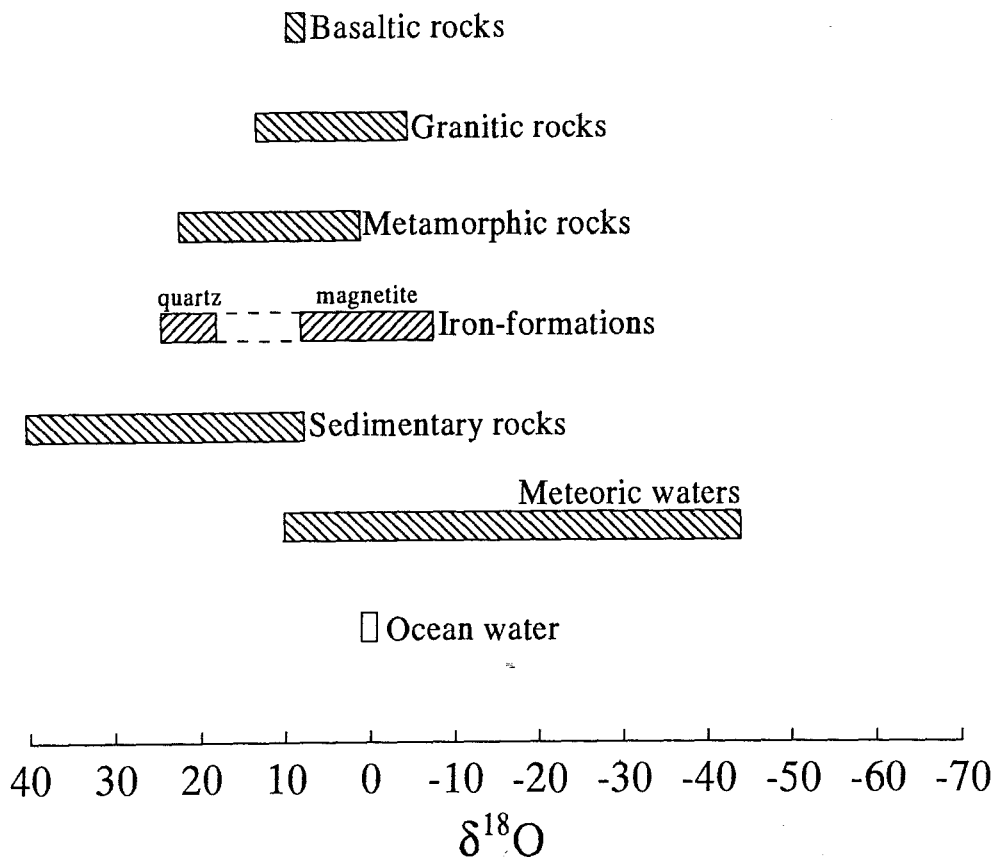 Basaltic rocks
Granitic rocks
Metamorphic rocks
quartz magnetite
Iron-formations
Sedimentary rocks
Meteoric waters
Ocean water
40 30 20 10 0 -10 -20 -30 -40 -50 -60 -70
δ¹⁸O